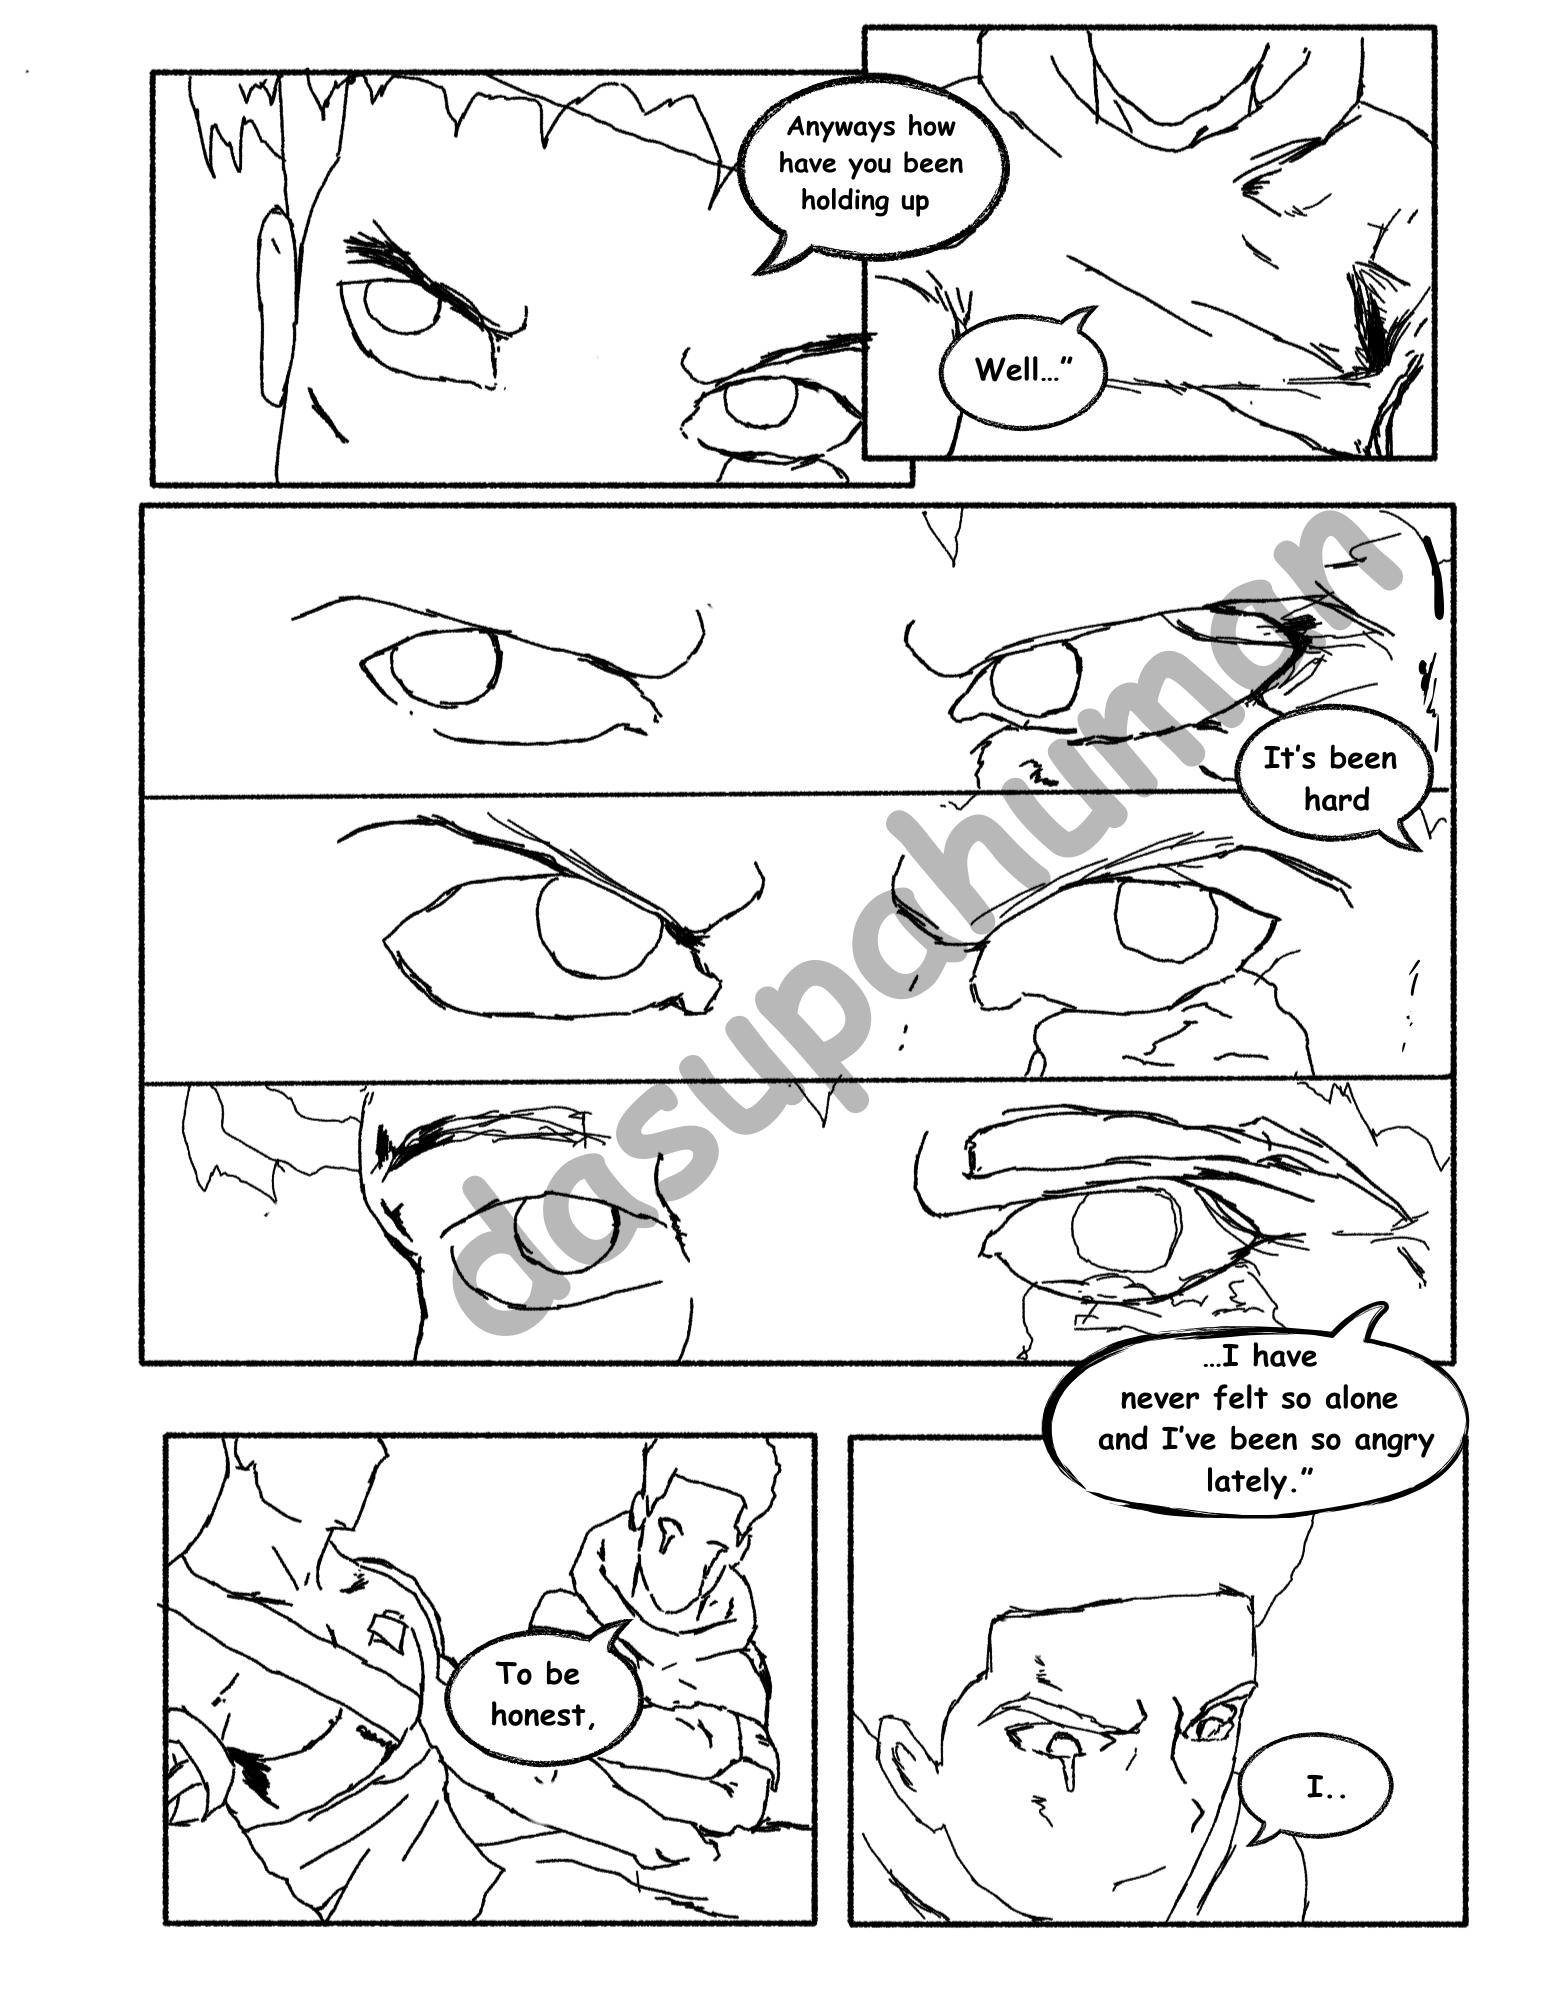 Anyways how
have you been
holding up
Well...”
It's been
hard
dasupahuman
...I have
never felt so alone
and I've been so angry
lately.”
To be
honest,
I..